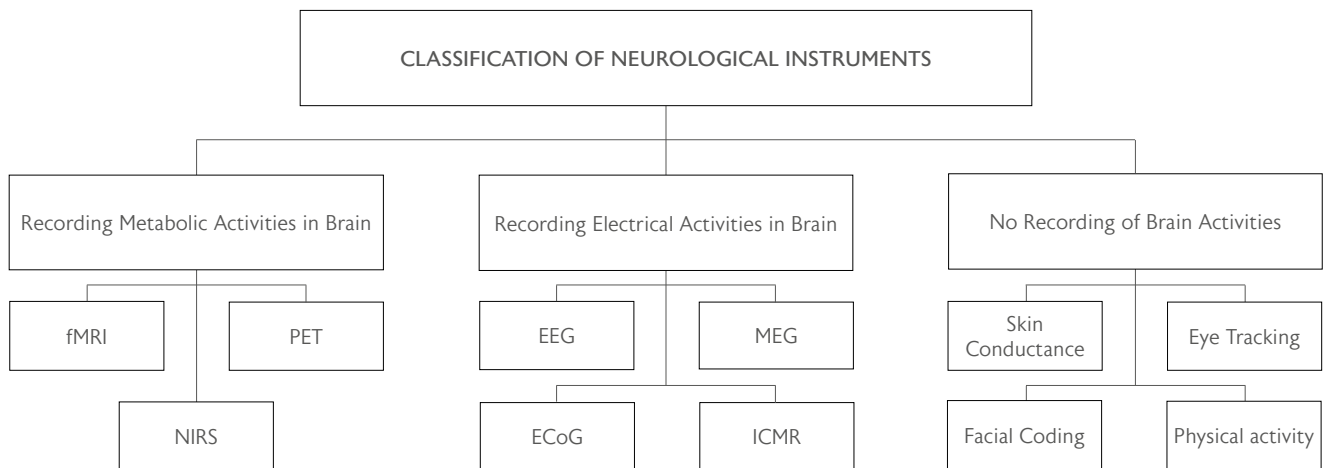 CLASSIFICATION OF NEUROLOGICAL INSTRUMENTS
Recording Metabolic Activities in Brain
Recording Electrical Activities in Brain
No Recording of Brain Activities
fMRI
PET
EEG
MEG
Skin
Conductance
Eye Tracking
NIRS
ECoG
ICMR
Facial Coding
Physical activity